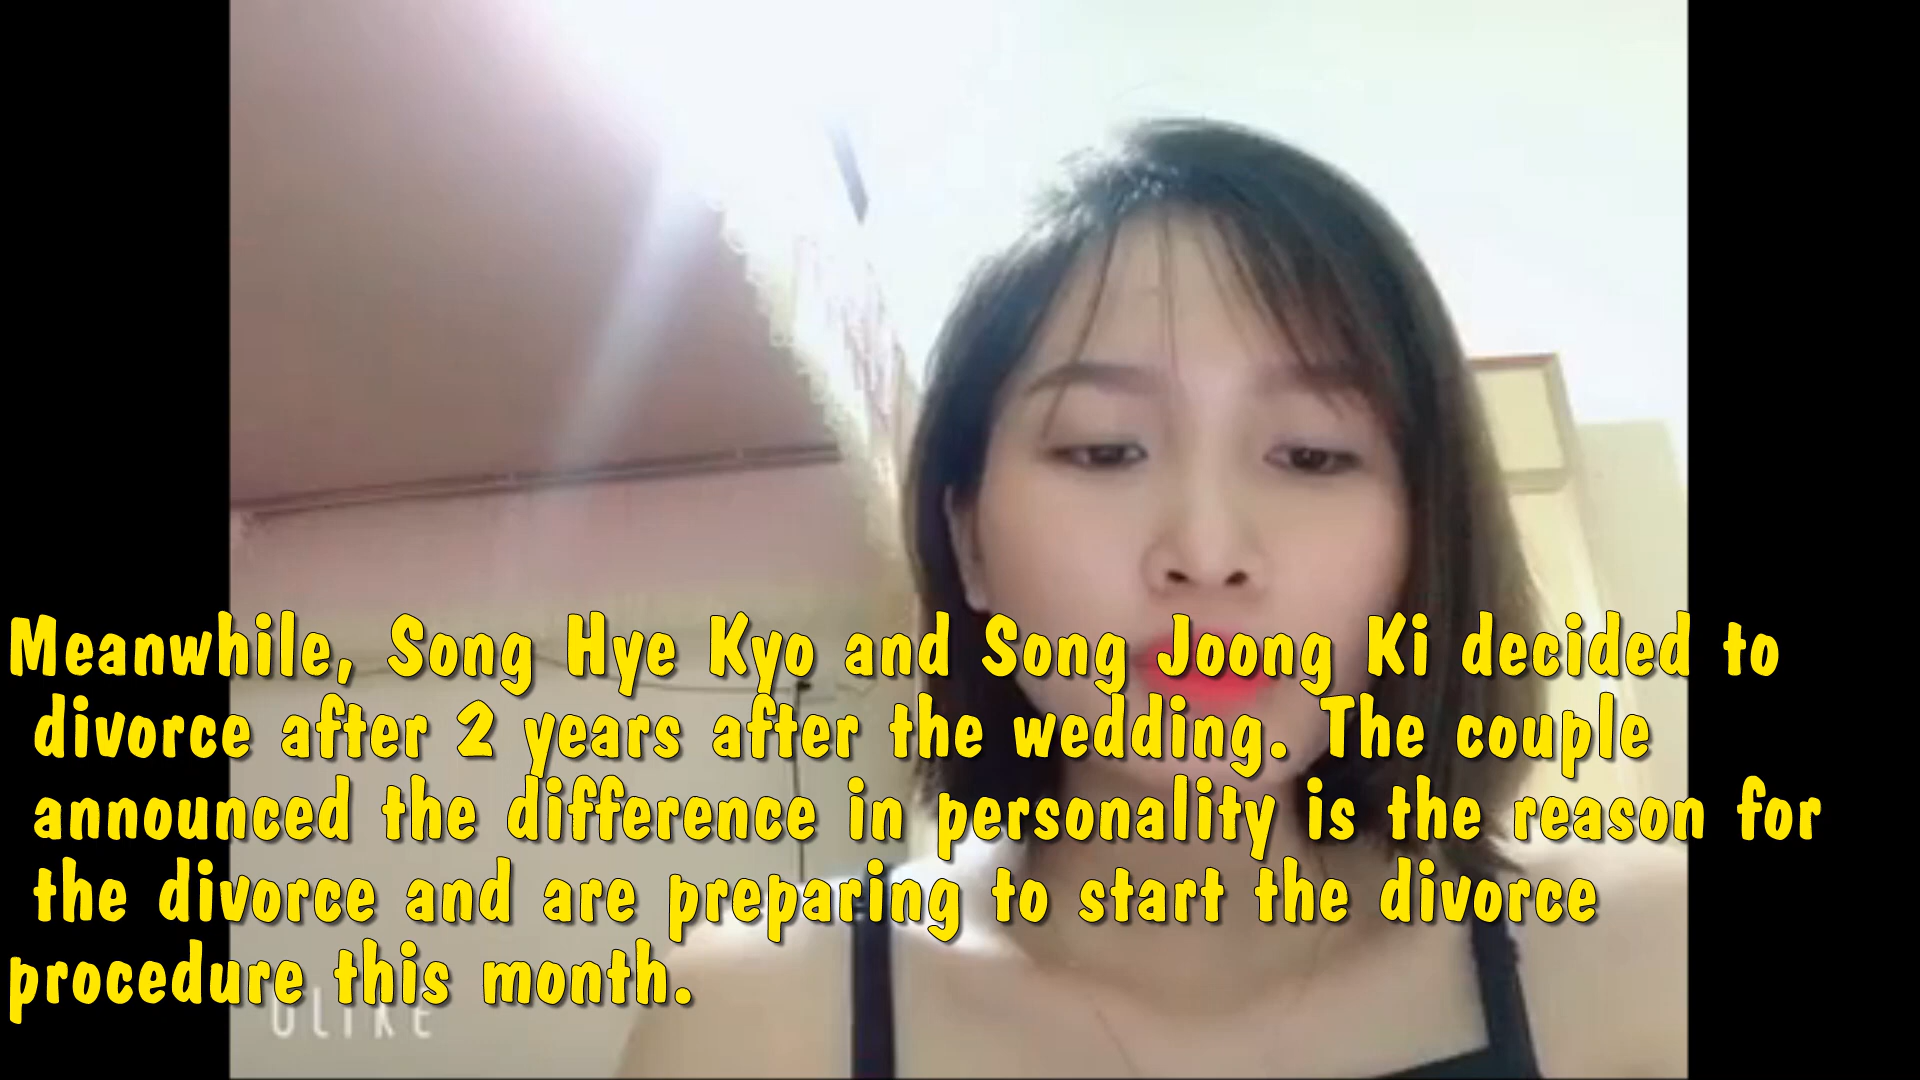 Meanwhile, Song Hye Kyo and Song Joong Ki decided to
divorce after 2 years after the wedding. The couple
announced the difference in personality is the reason for
the divorce and are preparing to start the divorce
procedure this month.
ULIKE